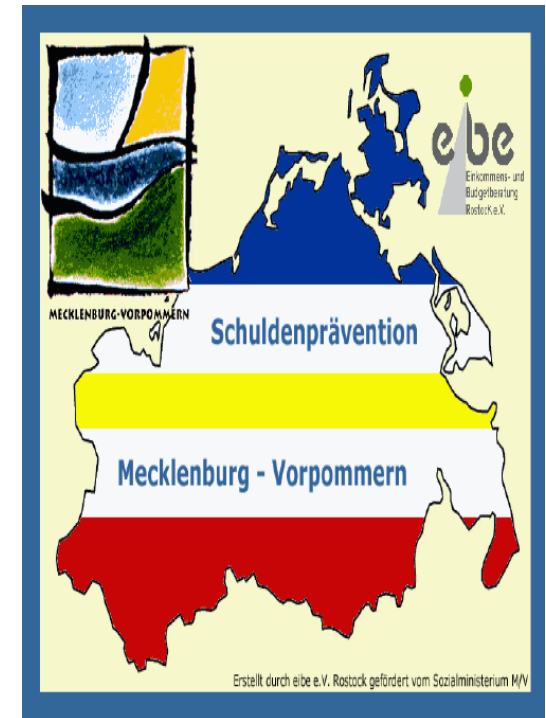 eibe
Einkommens- und
Budgetberatung
Rostock e.V.
MECKLENBURG-VORPOMMERN
Schuldenprävention
Mecklenburg - Vorpommern
Erstellt durch eibe e.V. Rostock gefördert vom Sozialministerium M/V